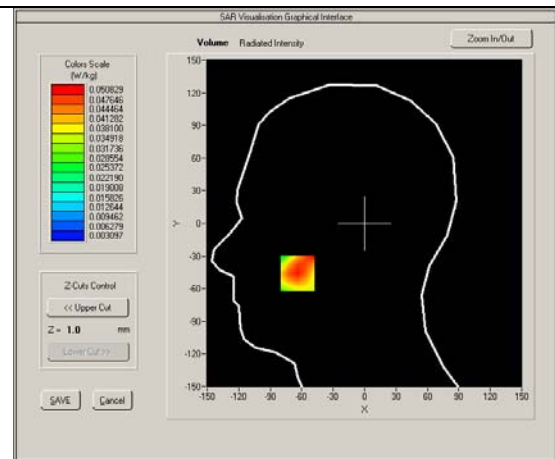 SAR Visualisation Graphical Interface
Volume Radiated Intensity
Zoom In/Out
Colors Scale
(W/kg)
0.050829
0.047646
0.044464
0.041282
0.038100
0.034918
0.031736
0.028554
0.025372
0.022190
0.019008
0.015826
0.012644
0.009462
0.006279
0.003097
Z-Cuts Control
<< Upper Cut
Z = 1.0 mm
Lower Cut >>
SAVE Cancel
150
120
90
60
30
0
-30
-60
-90
-120
-150
Y
-150 -120 -90 -60 -30 0 30 60 90 120 150
X